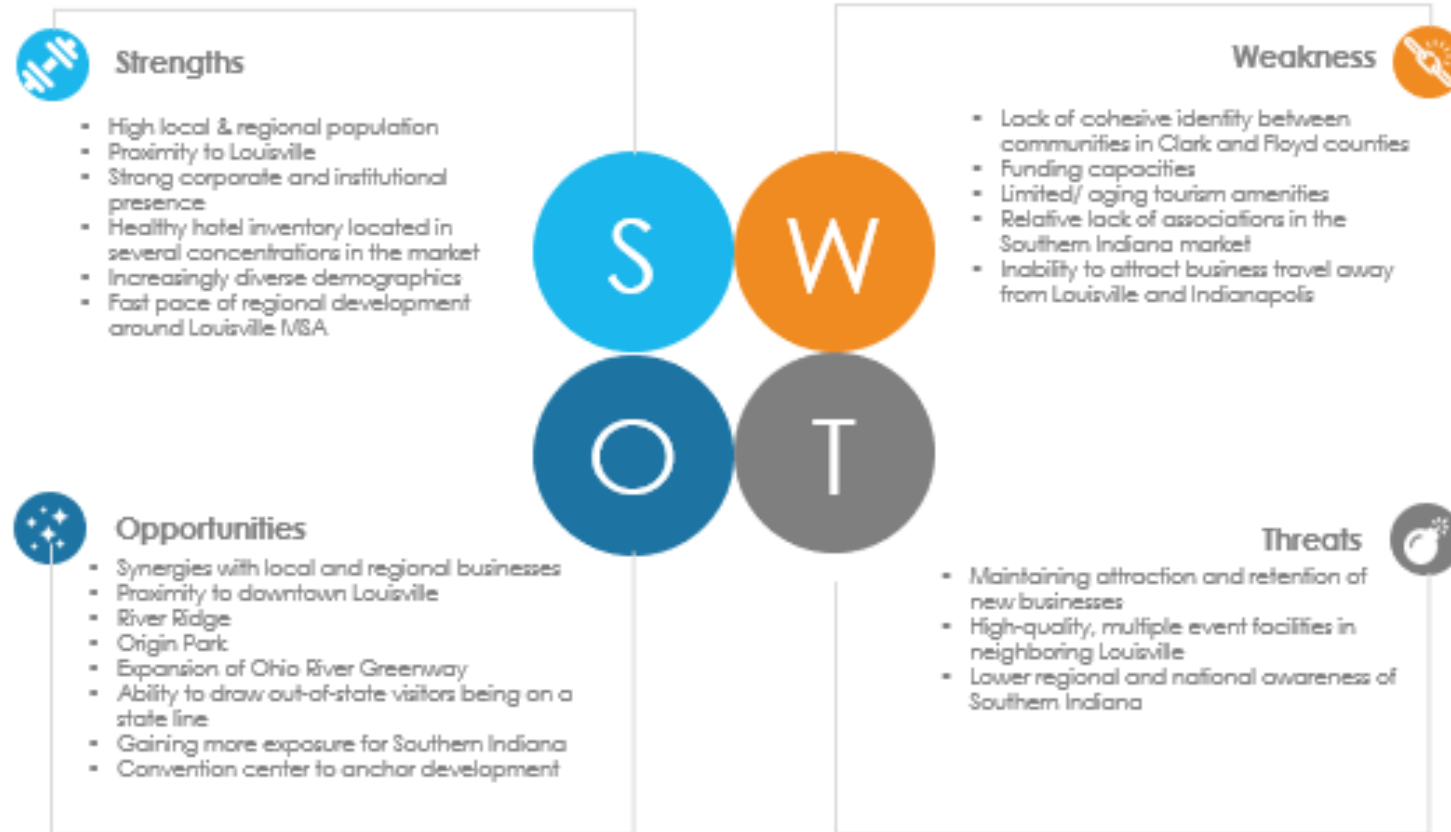 Strengths
▪ High local & regional population
▪ Proximity to Louisville
▪ Strong corporate and institutional
presence
▪ Healthy hotel inventory located in
several concentrations in the market
▪ Increasingly diverse demographics
▪ Fast pace of regional development
around Louisville MSA
Weakness
▪ Lack of cohesive identity between
communities in Clark and Floyd counties
▪ Funding capacities
▪ Limited/ aging tourism amenities
▪ Relative lack of associations in the
Southern Indiana market
▪ Inability to attract business travel away
from Louisville and Indianapolis
S
W
O
T
Opportunities
▪ Synergies with local and regional businesses
▪ Proximity to downtown Louisville
▪ River Ridge
▪ Origin Park
▪ Expansion of Ohio River Greenway
▪ Ability to draw out-of-state visitors being on a
state line
▪ Gaining more exposure for Southern Indiana
▪ Convention center to anchor development
Threats
▪ Maintaining attraction and retention of
new businesses
▪ High-quality, multiple event facilities in
neighboring Louisville
▪ Lower regional and national awareness of
Southern Indiana